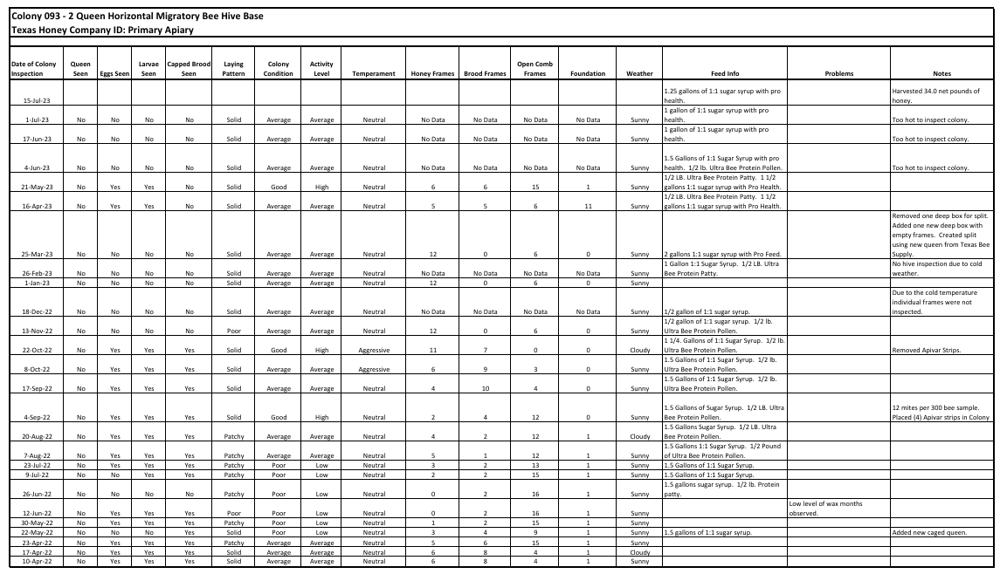 Colony 093 - 2 Queen Horizontal Migratory Bee Hive Base
Texas Honey Company ID: Primary Apiary
Date of Colony Inspection Queen Seen Eggs Seen Larvae Seen Capped Brood Seen Laying Pattern Colony Condition Activity Level Temperament Honey Frames Brood Frames Open Comb Frames Foundation Weather Feed Info Problems Notes
15-Jul-23 1.25 gallons of 1:1 sugar syrup with pro health. Harvested 34.0 net pounds of honey.
1-Jul-23 No No No No Solid Average Average Neutral No Data No Data No Data No Data Sunny 1 gallon of 1:1 sugar syrup with pro health. Too hot to inspect colony.
17-Jun-23 No No No No Solid Average Average Neutral No Data No Data No Data No Data Sunny 1 gallon of 1:1 sugar syrup with pro health. Too hot to inspect colony.
4-Jun-23 No No No No Solid Average Average Neutral No Data No Data No Data No Data Sunny 1.5 Gallons of 1:1 Sugar Syrup with pro health. 1/2 lb. Ultra Bee Protein Pollen. Too hot to inspect colony.
21-May-23 No Yes Yes No Solid Good High Neutral 6 6 15 1 Sunny 1/2 LB. Ultra Bee Protein Patty. 1 1/2 gallons 1:1 sugar syrup with Pro Health.
16-Apr-23 No Yes Yes No Solid Average Average Neutral 5 5 6 11 Sunny 1/2 LB. Ultra Bee Protein Patty. 1 1/2 gallons 1:1 sugar syrup with Pro Health.
25-Mar-23 No No No No Solid Average Average Neutral 12 0 6 0 Sunny 2 gallons 1:1 sugar syrup with Pro Feed. Removed one deep box for split. Added one new deep box with empty frames. Created split using new queen from Texas Bee Supply.
26-Feb-23 No No No No Solid Average Average Neutral No Data No Data No Data No Data Sunny 1 Gallon 1:1 Sugar Syrup. 1/2 LB. Ultra Bee Protein Patty. No hive inspection due to cold weather.
1-Jan-23 No No No No Solid Average Average Neutral 12 0 6 0 Sunny
18-Dec-22 No No No No Solid Average Average Neutral No Data No Data No Data No Data Sunny 1/2 gallon of 1:1 sugar syrup. Due to the cold temperature individual frames were not inspected.
13-Nov-22 No No No No Poor Average Average Neutral 12 0 6 0 Sunny 1/2 gallon of 1:1 sugar syrup. 1/2 lb. Ultra Bee Protein Pollen.
22-Oct-22 No Yes Yes Yes Solid Good High Aggressive 11 7 0 0 Cloudy 1 1/4. Gallons of 1:1 Sugar Syrup. 1/2 lb. Ultra Bee Protein Pollen. Removed Apivar Strips.
8-Oct-22 No Yes Yes Yes Solid Average Average Aggressive 6 9 3 0 Sunny 1.5 Gallons of 1:1 Sugar Syrup. 1/2 lb. Ultra Bee Protein Pollen.
17-Sep-22 No Yes Yes Yes Solid Average Average Neutral 4 10 4 0 Sunny 1.5 Gallons of 1:1 Sugar Syrup. 1/2 lb. Ultra Bee Protein Pollen.
4-Sep-22 No Yes Yes Yes Solid Good High Neutral 2 4 12 0 Sunny 1.5 Gallons of Sugar Syrup. 1/2 LB. Ultra Bee Protein Pollen. 12 mites per 300 bee sample. Placed (4) Apivar strips in Colony
20-Aug-22 No Yes Yes Yes Patchy Average Average Neutral 4 2 12 1 Cloudy 1.5 Gallons Sugar Syrup. 1/2 LB. Ultra Bee Protein Pollen.
7-Aug-22 No Yes Yes Yes Patchy Average Average Neutral 5 1 12 1 Sunny 1.5 Gallons 1:1 Sugar Syrup. 1/2 Pound of Ultra Bee Protein Pollen.
23-Jul-22 No Yes Yes Yes Patchy Poor Low Neutral 3 2 13 1 Sunny 1.5 Gallons of 1:1 Sugar Syrup.
9-Jul-22 No No Yes Yes Patchy Poor Low Neutral 2 2 15 1 Sunny 1.5 Gallons of 1:1 Sugar Syrup.
26-Jun-22 No No No No Patchy Poor Low Neutral 0 2 16 1 Sunny 1.5 gallons sugar syrup. 1/2 lb. Protein patty.
12-Jun-22 No Yes Yes Yes Poor Poor Low Neutral 0 2 16 1 Sunny Low level of wax months observed.
30-May-22 No Yes Yes Yes Patchy Poor Low Neutral 1 2 15 1 Sunny
22-May-22 No No No No Solid Poor Low Neutral 3 4 9 1 Sunny 1.5 gallons of 1:1 sugar syrup. Added new caged queen.
23-Apr-22 No Yes Yes Yes Patchy Average Average Neutral 5 6 15 1 Sunny
17-Apr-22 No Yes Yes Yes Solid Average Average Neutral 6 8 4 1 Cloudy
10-Apr-22 No Yes Yes Yes Solid Average Average Neutral 6 8 4 1 Sunny